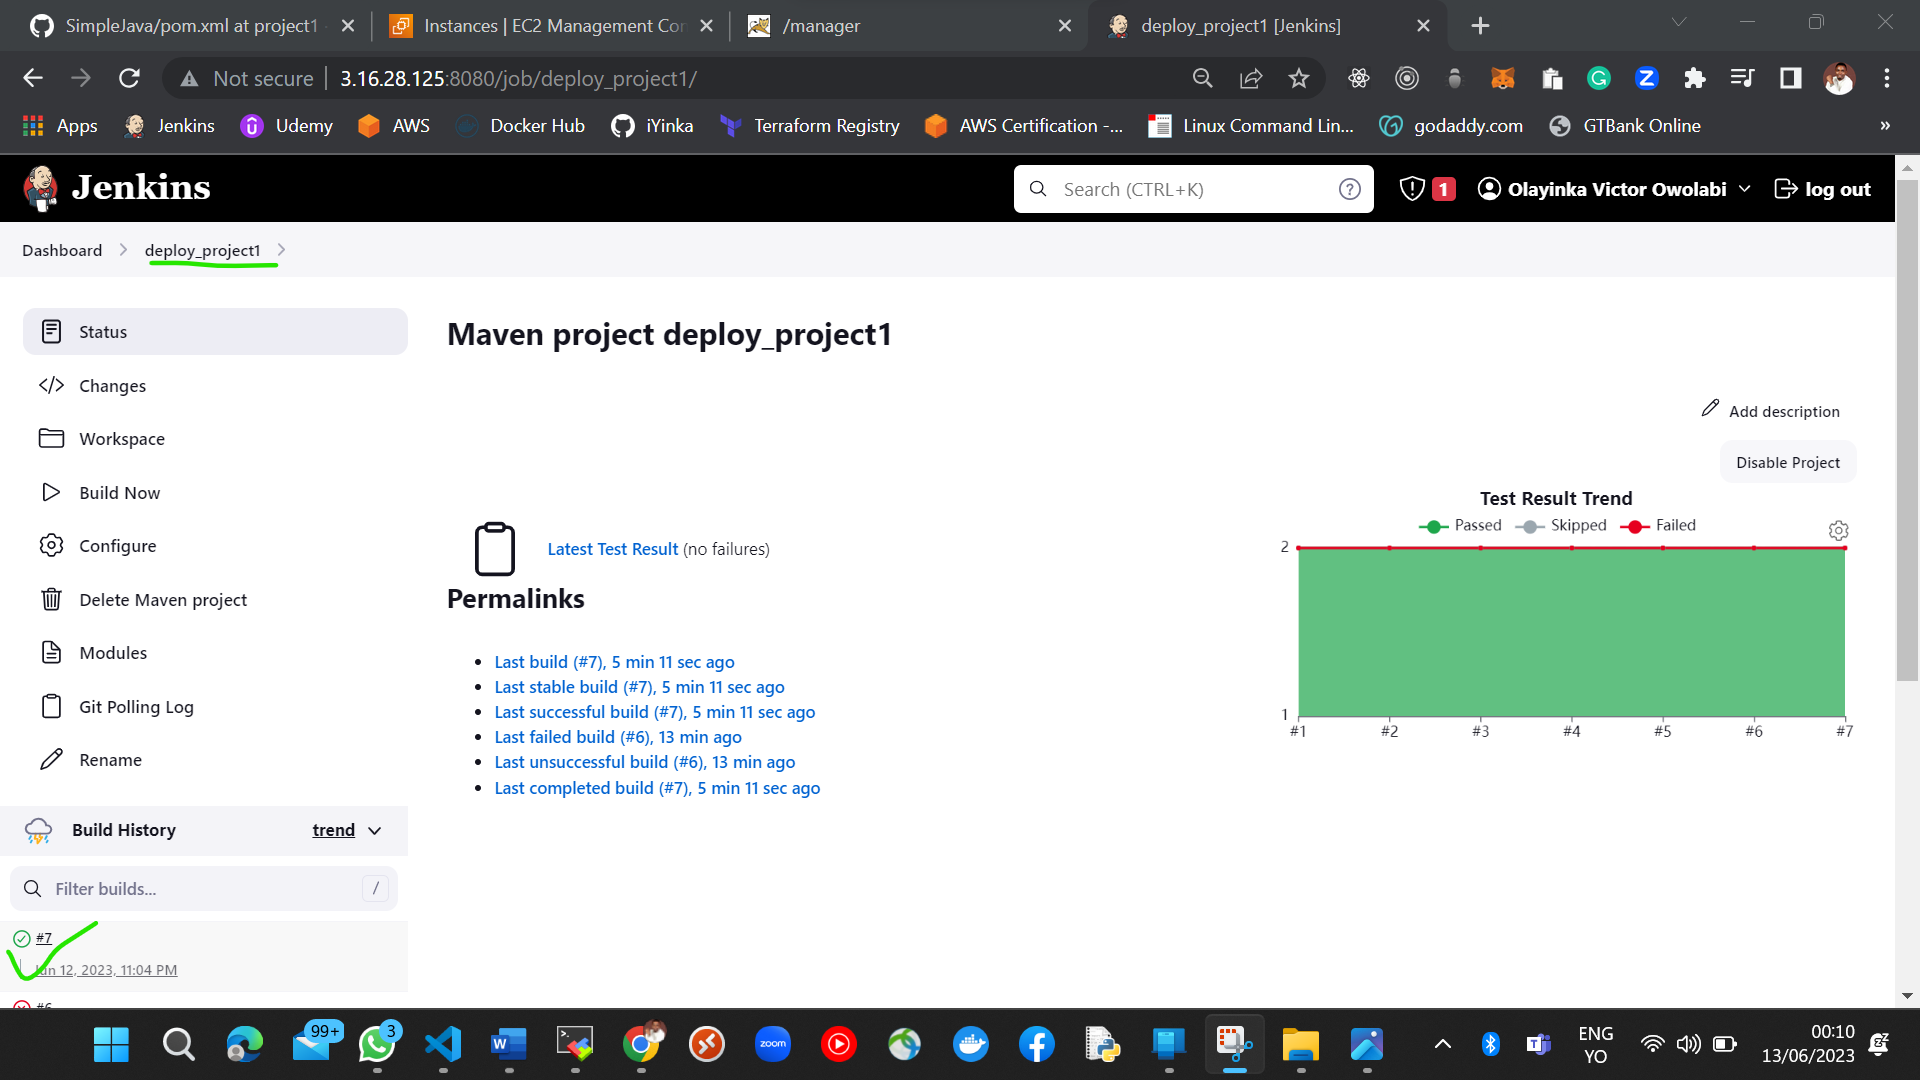 SimpleJava/pom.xml at project1
Instances | EC2 Management Con
/manager
deploy_project1 [Jenkins]
Not secure
3.16.28.125:8080/job/deploy_project1/
Apps
Jenkins
Udemy
AWS
Docker Hub
iYinka
Terraform Registry
AWS Certification -...
Linux Command Lin...
godaddy.com
GTBank Online
»
Jenkins
Search (CTRL+K)
1
Olayinka Victor Owolabi
log out
Dashboard
deploy_project1
Status
Changes
Workspace
Build Now
Configure
Delete Maven project
Modules
Git Polling Log
Rename
Build History
trend
Filter builds...
/
#7
Jun 12, 2023, 11:04 PM
#6
Maven project deploy_project1
Add description
Disable Project
Latest Test Result (no failures)
Permalinks
Last build (#7), 5 min 11 sec ago
Last stable build (#7), 5 min 11 sec ago
Last successful build (#7), 5 min 11 sec ago
Last failed build (#6), 13 min ago
Last unsuccessful build (#6), 13 min ago
Last completed build (#7), 5 min 11 sec ago
Test Result Trend
Passed
Skipped
Failed
2
1
#1
#2
#3
#4
#5
#6
#7
99+
3
zoom
ENG
YO
00:10
13/06/2023